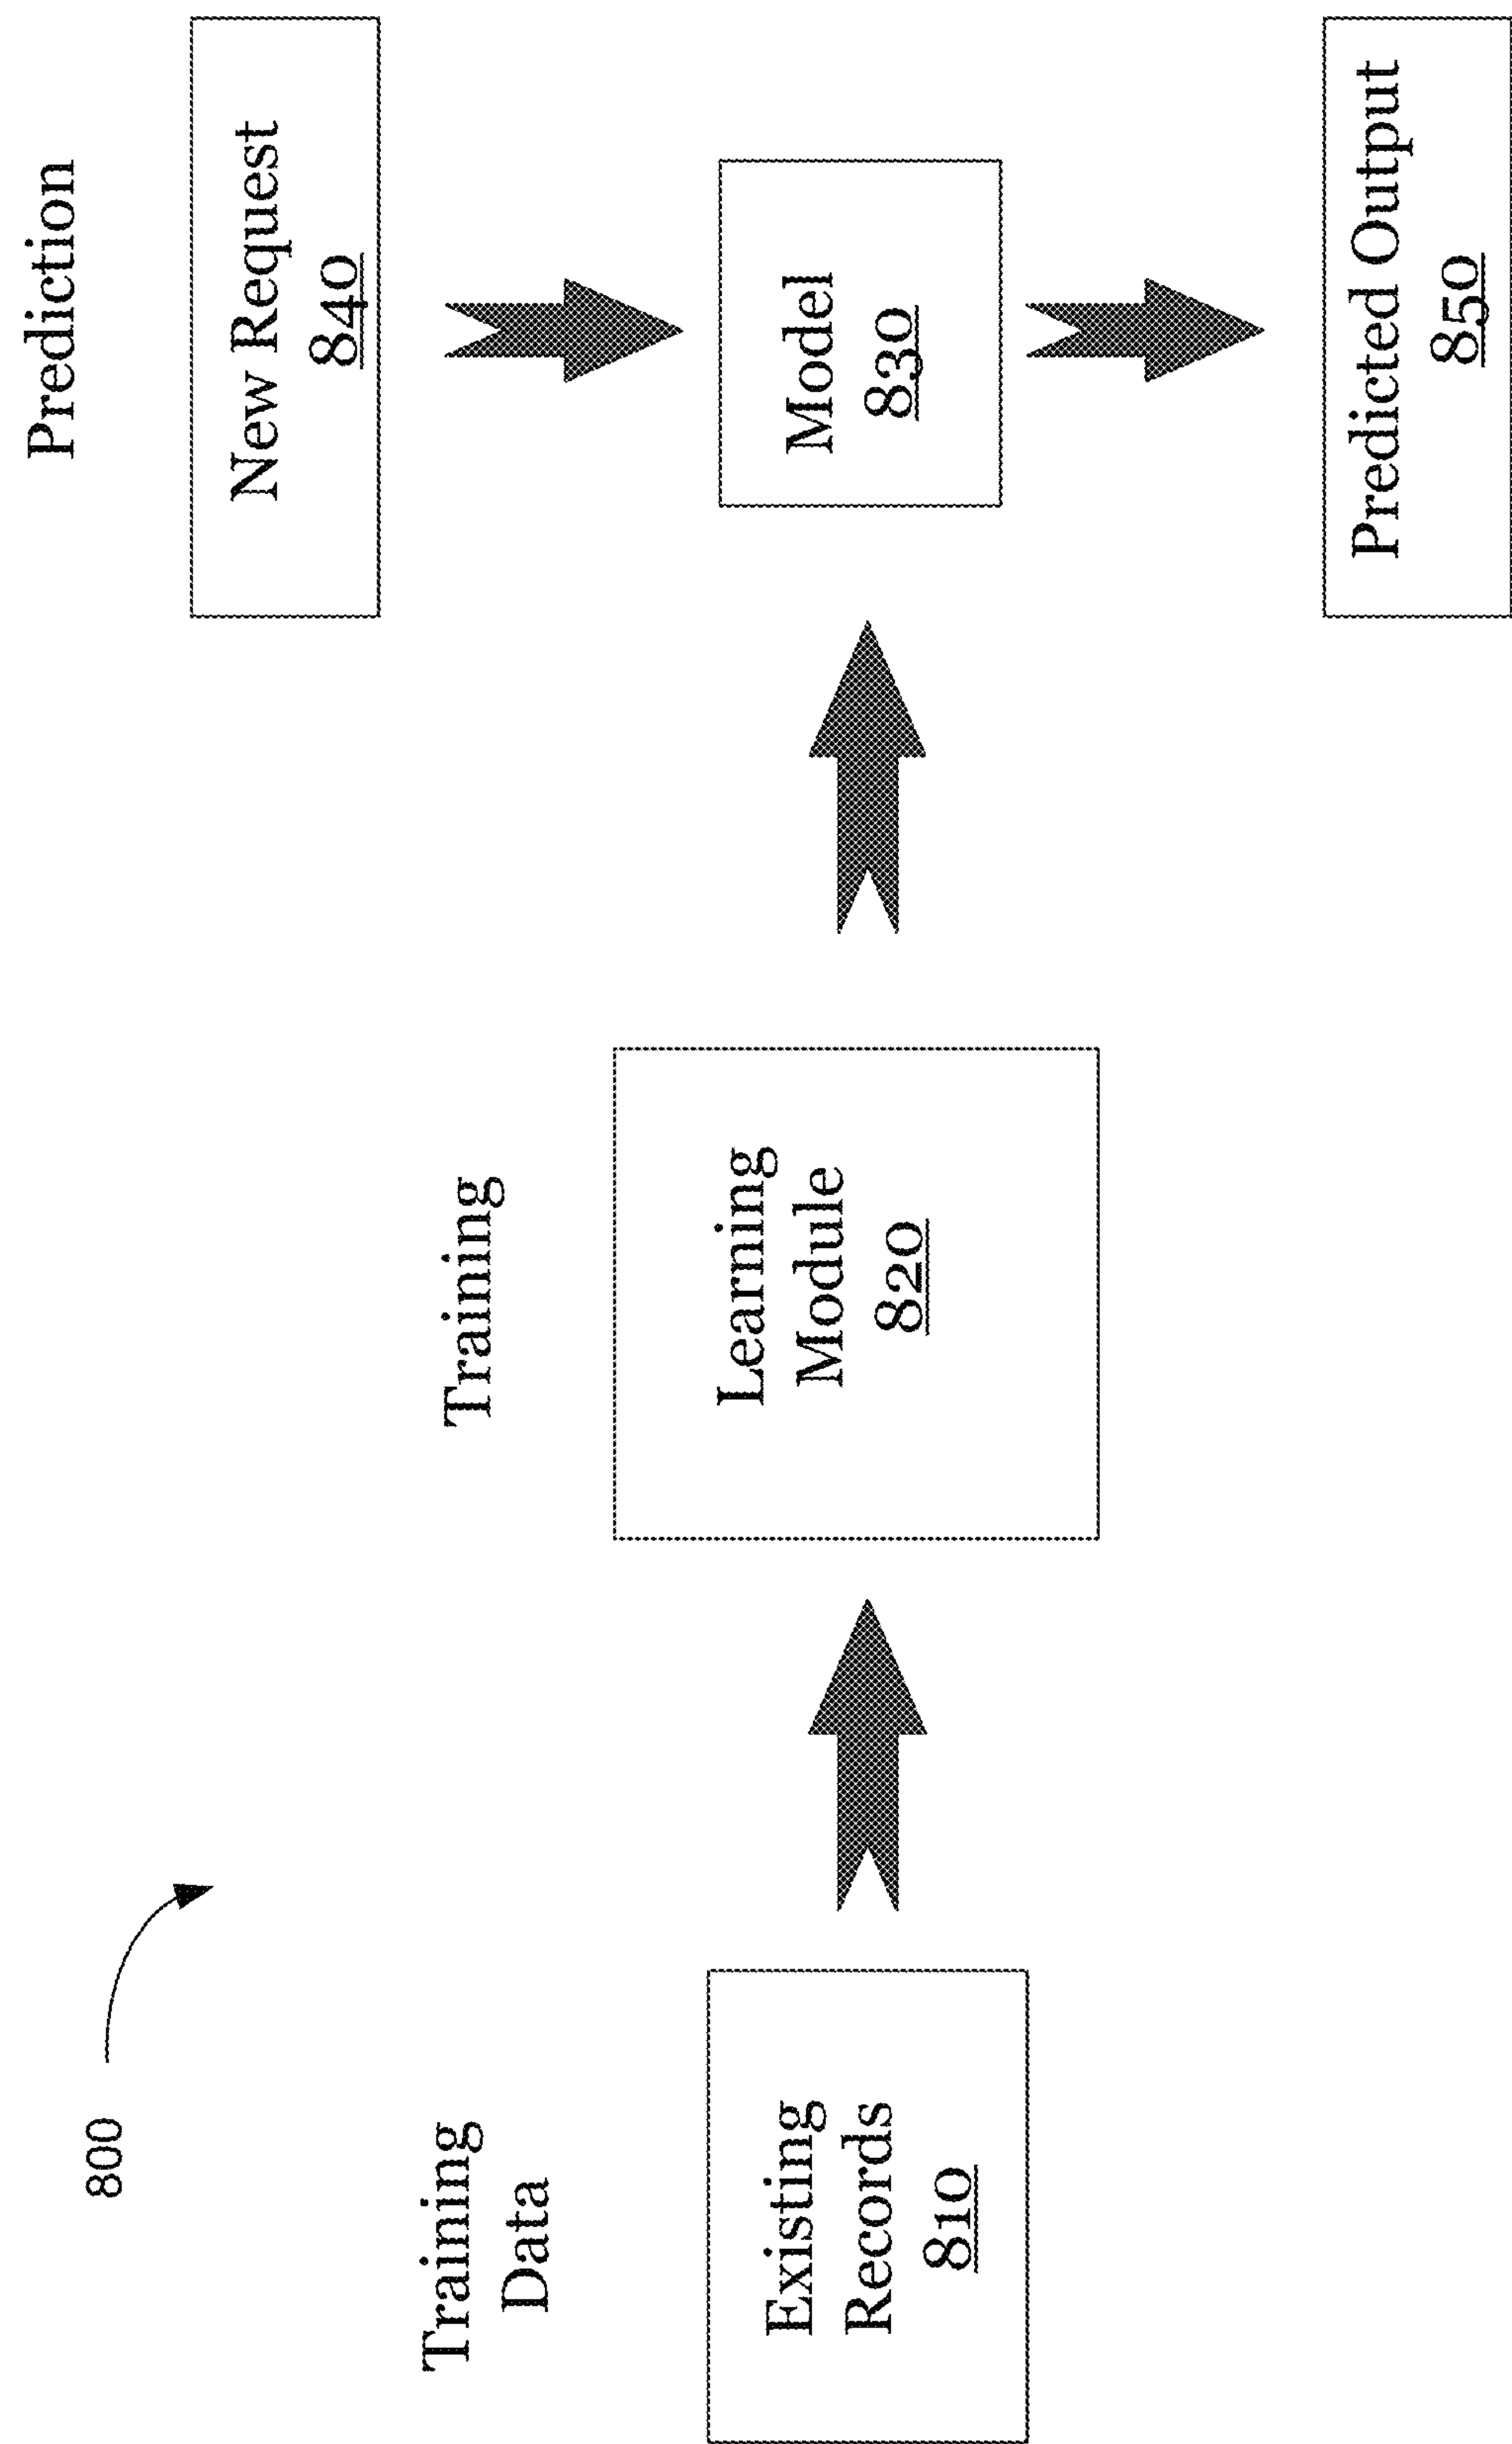 800
Training
Data
Existing
Records
810
Training
Learning
Module
820
Prediction
New Request
840
Model
830
Predicted Output
850